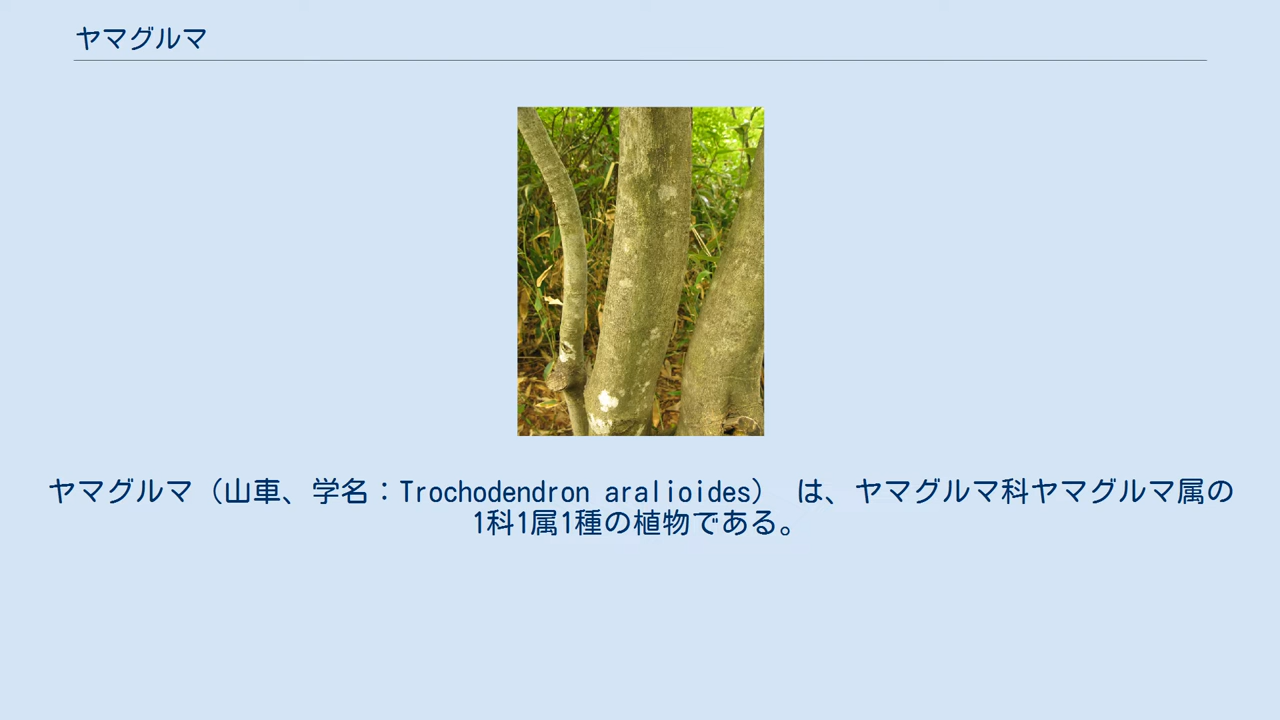 ヤマグルマ
ヤマグルマ（山車、学名：Trochodendron aralioides） は、ヤマグルマ科ヤマグルマ属の
1科1属1種の植物である。